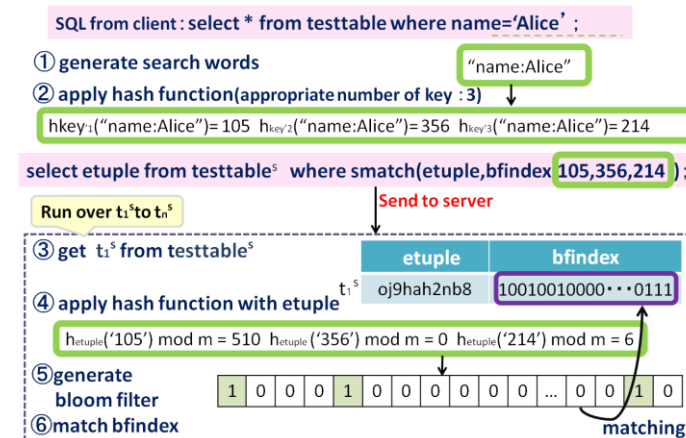 SQL from client : select * from testtable where name=‘Alice’ ;
① generate search words
“name:Alice”
② apply hash function(appropriate number of key : 3)
hkey'1(“name:Alice”)= 105 hkey'2(“name:Alice”)= 356 hkey'3(“name:Alice”)= 214
select etuple from testtableˢ where smatch(etuple,bfindex 105,356,214 ) ;
Send to server
Run over t₁ˢto tₙˢ
③ get t₁ˢ from testtableˢ
etuple bfindex
t₁ˢ oj9hah2nb8 10010010000・・・0111
④ apply hash function with etuple
hetuple(‘105’) mod m = 510 hetuple(‘356’) mod m = 0 hetuple(‘214’) mod m = 6
⑤generate
bloom filter
1 0 0 0 1 0 0 0 0 0 0 ... 0 0 1 0
⑥match bfindex
matching